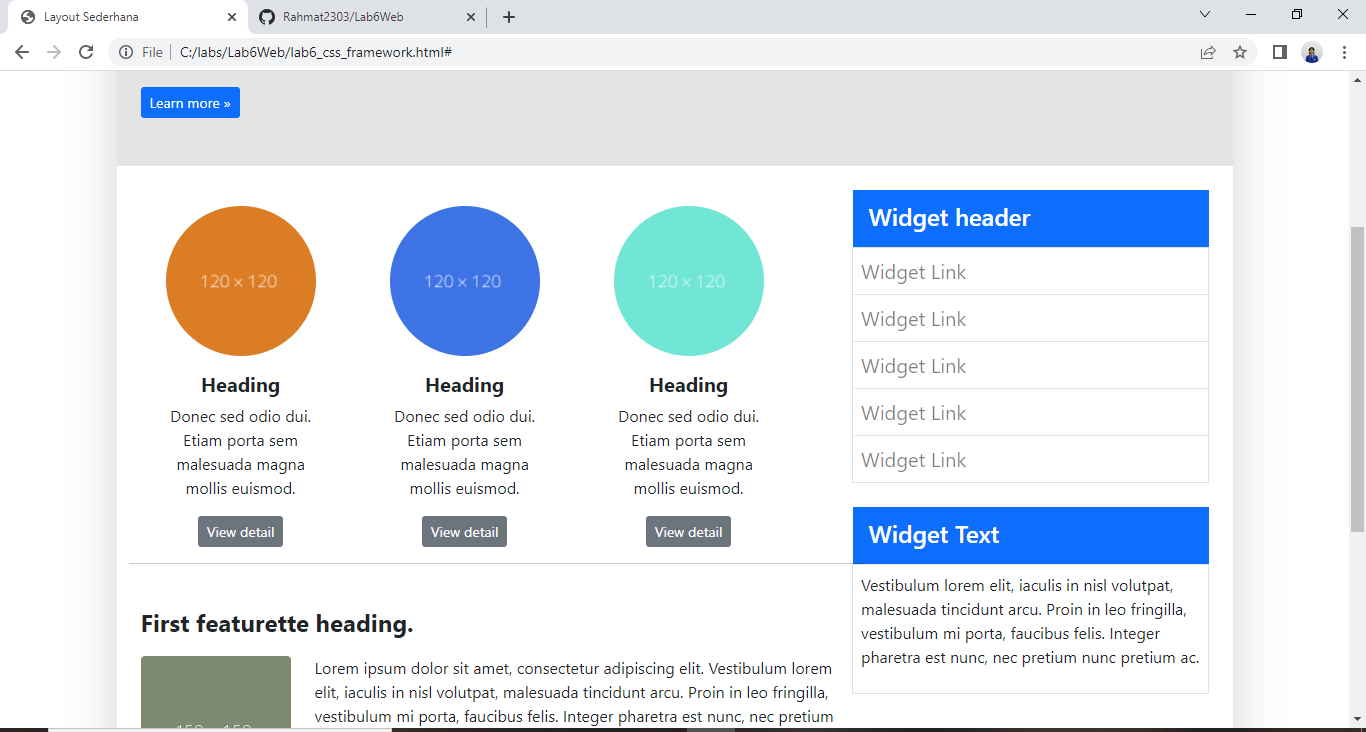 Layout Sederhana
Rahmat2303/Lab6Web
File
C:/labs/Lab6Web/lab6_css_framework.html#
Learn more »
120 × 120
120 × 120
120 × 120
Heading
Heading
Heading
Donec sed odio dui.
Etiam porta sem
malesuada magna
mollis euismod.
Donec sed odio dui.
Etiam porta sem
malesuada magna
mollis euismod.
Donec sed odio dui.
Etiam porta sem
malesuada magna
mollis euismod.
View detail
View detail
View detail
First featurette heading.
Lorem ipsum dolor sit amet, consectetur adipiscing elit. Vestibulum lorem
elit, iaculis in nisl volutpat, malesuada tincidunt arcu. Proin in leo fringilla,
vestibulum mi porta, faucibus felis. Integer pharetra est nunc, nec pretium
Widget header
Widget Link
Widget Link
Widget Link
Widget Link
Widget Link
Widget Text
Vestibulum lorem elit, iaculis in nisl volutpat,
malesuada tincidunt arcu. Proin in leo fringilla,
vestibulum mi porta, faucibus felis. Integer
pharetra est nunc, nec pretium nunc pretium ac.